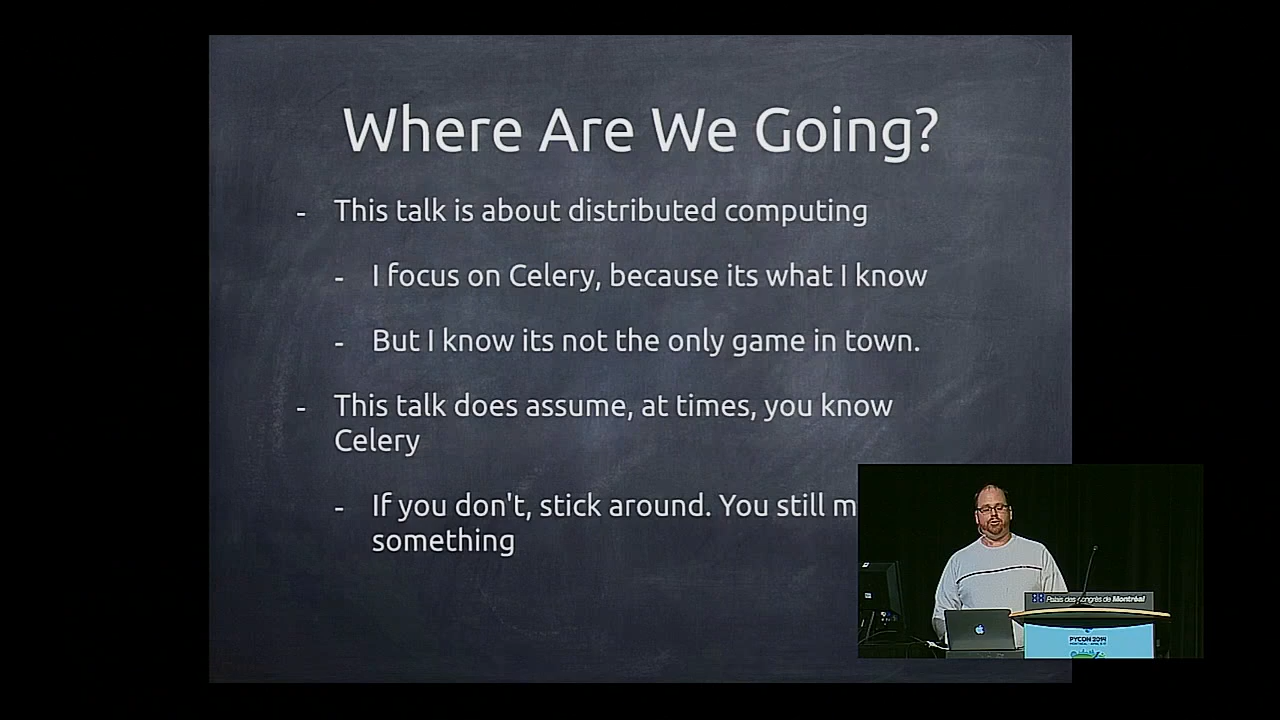 Where Are We Going?
- This talk is about distributed computing
- I focus on Celery, because its what I know
- But I know its not the only game in town.
- This talk does assume, at times, you know
Celery
- If you don't, stick around. You still
something
Palais des Congrès de Montréal
PYCON 2014